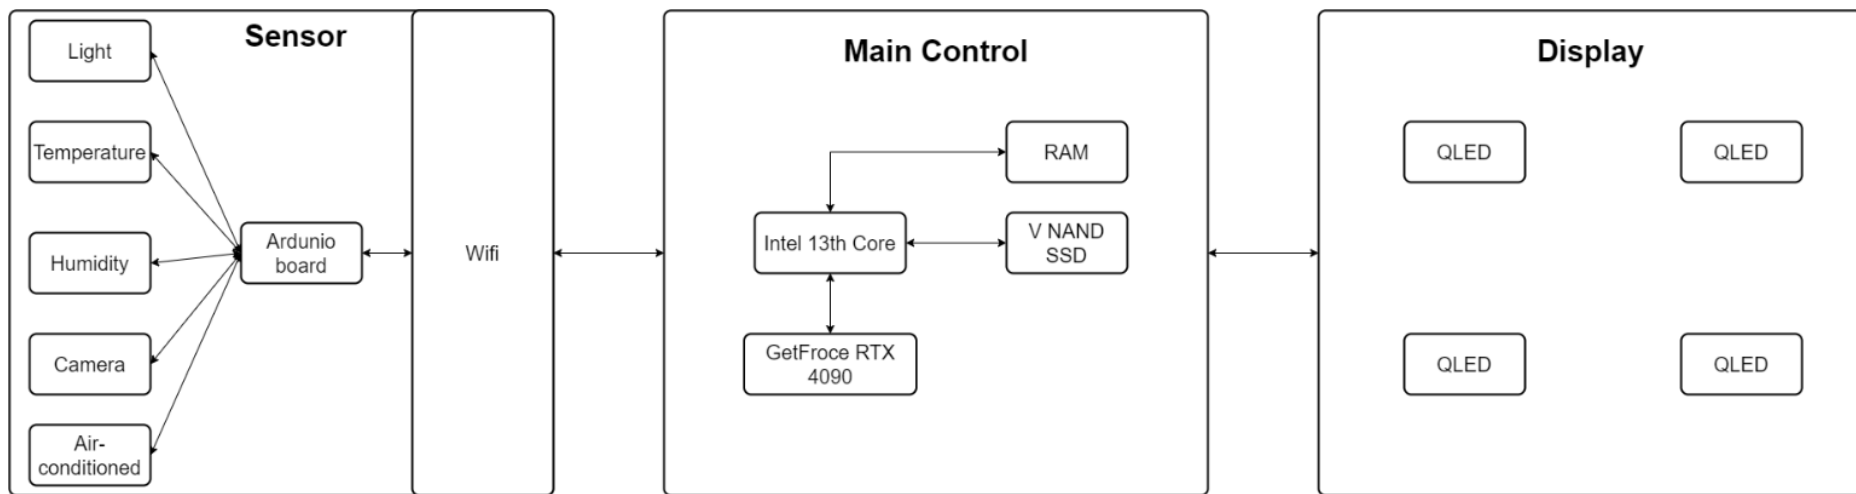 Sensor
Light
Temperature
Humidity
Camera
Air-
conditioned
Ardunio
board
Wifi
Main Control
RAM
Intel 13th Core
V NAND
SSD
GetFroce RTX
4090
Display
QLED
QLED
QLED
QLED